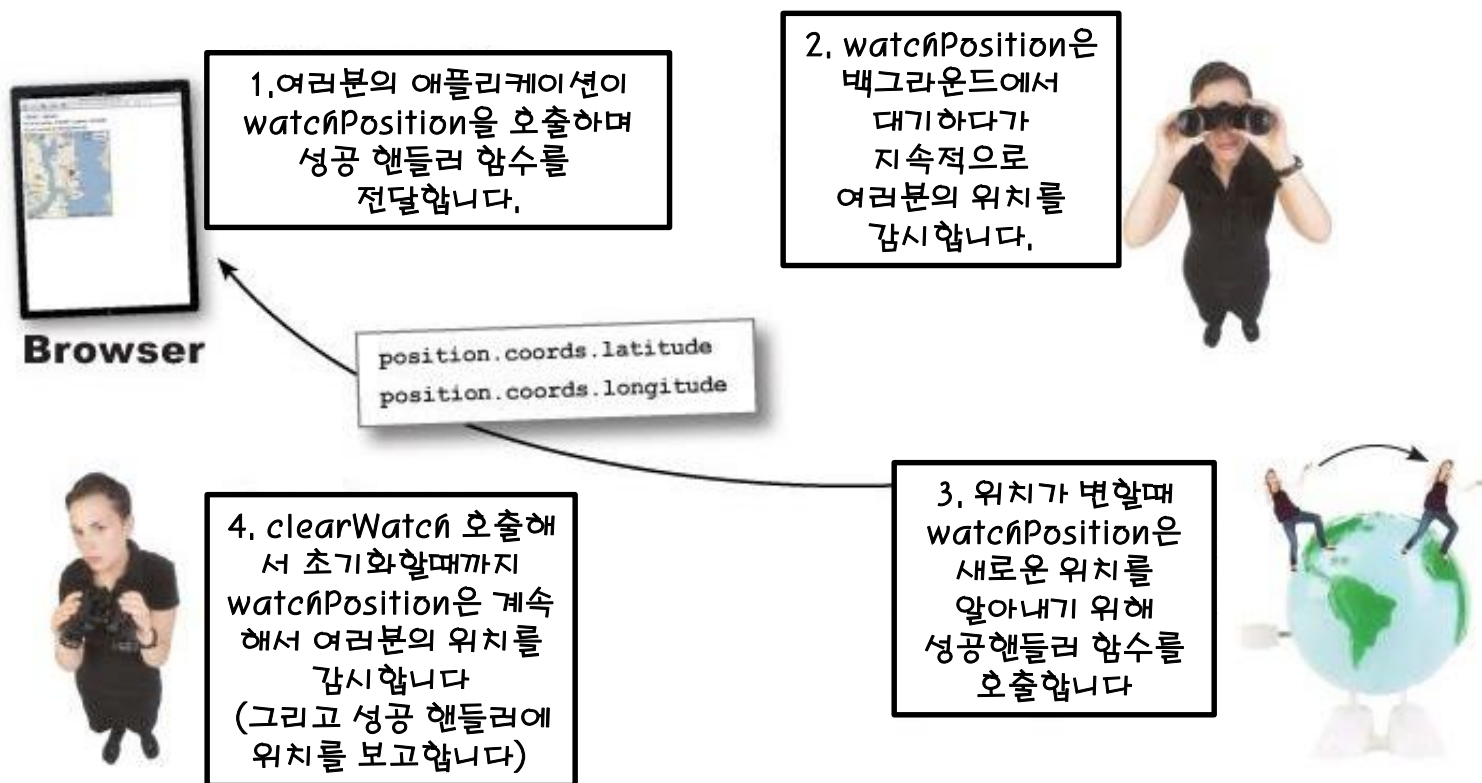 1.여러분의 애플리케이션이
watchPosition을 호출하며
성공 핸들러 함수를
전달합니다.
2. watchPosition은
백그라운드에서
대기하다가
지속적으로
여러분의 위치를
감시합니다.
Browser
position.coords.latitude
position.coords.longitude
3. 위치가 변할때
watchPosition은
새로운 위치를
알아내기 위해
성공핸들러 함수를
호출합니다
4. clearWatch 호출해
서 초기화할때까지
watchPosition은 계속
해서 여러분의 위치를
감시합니다
(그리고 성공 핸들러에
위치를 보고합니다)